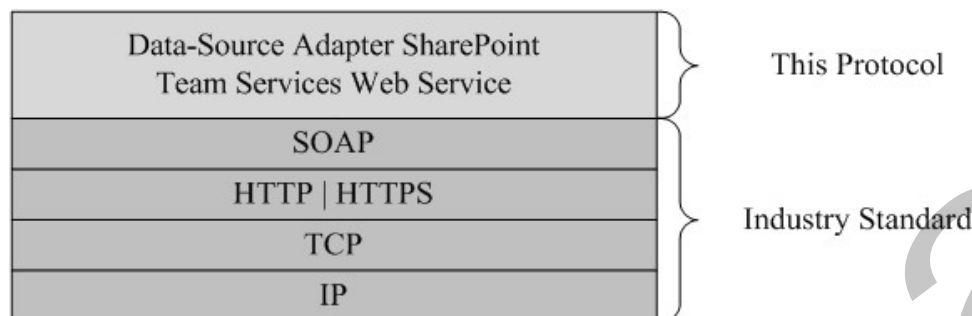 Data-Source Adapter SharePoint
Team Services Web Service
This Protocol
SOAP
HTTP | HTTPS
TCP
IP
Industry Standard